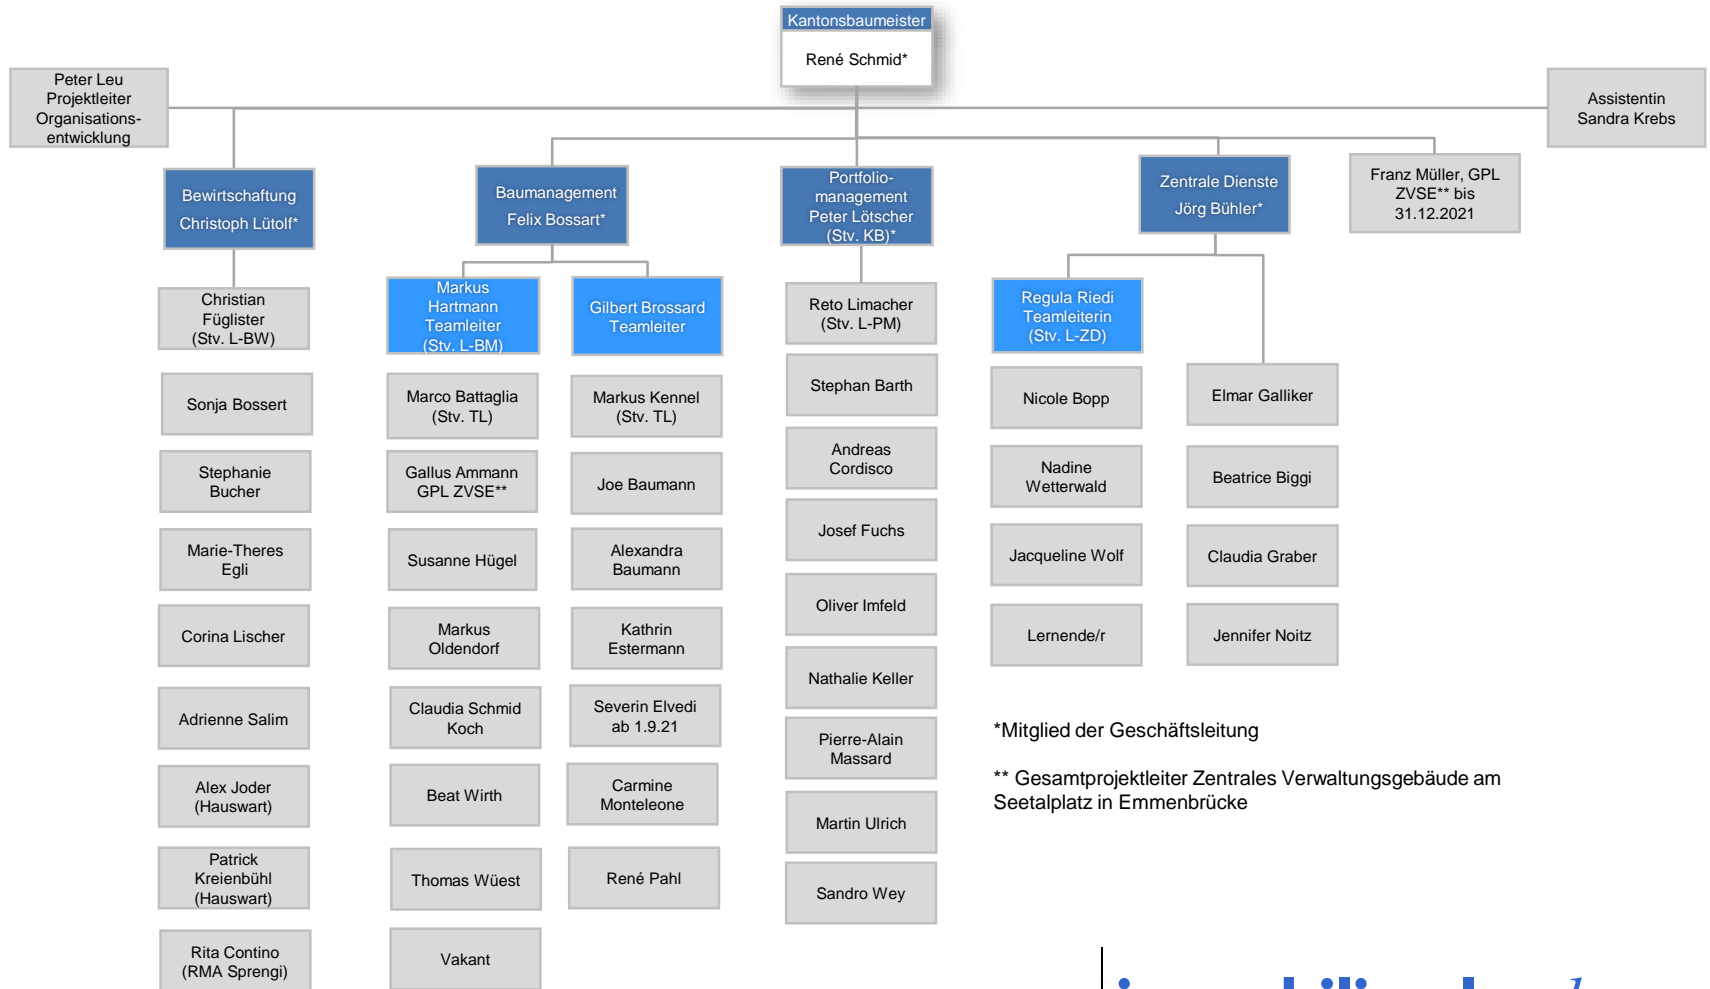 Kantonsbaumeister
René Schmid*
Peter Leu
Projektleiter
Organisations-
entwicklung
Assistentin
Sandra Krebs
Bewirtschaftung
Christoph Lütolf*
Baumanagement
Felix Bossart*
Portfolio-
management
Peter Lötscher
(Stv. KB)*
Zentrale Dienste
Jörg Bühler*
Franz Müller, GPL
ZVSE** bis
31.12.2021
Christian
Füglister
(Stv. L-BW)
Sonja Bossert
Stephanie
Bucher
Marie-Theres
Egli
Corina Lischer
Adrienne Salim
Alex Joder
(Hauswart)
Patrick
Kreienbühl
(Hauswart)
Rita Contino
(RMA Sprengi)
Markus
Hartmann
Teamleiter
(Stv. L-BM)
Marco Battaglia
(Stv. TL)
Gallus Ammann
GPL ZVSE**
Susanne Hügel
Markus
Oldendorf
Claudia Schmid
Koch
Beat Wirth
Thomas Wüest
Vakant
Gilbert Brossard
Teamleiter
Markus Kennel
(Stv. TL)
Joe Baumann
Alexandra
Baumann
Kathrin
Estermann
Severin Elvedi
ab 1.9.21
Carmine
Monteleone
René Pahl
Reto Limacher
(Stv. L-PM)
Stephan Barth
Andreas
Cordisco
Josef Fuchs
Oliver Imfeld
Nathalie Keller
Pierre-Alain
Massard
Martin Ulrich
Sandro Wey
Regula Riedi
Teamleiterin
(Stv. L-ZD)
Nicole Bopp
Nadine
Wetterwald
Jacqueline Wolf
Lernende/r
Elmar Galliker
Beatrice Biggi
Claudia Graber
Jennifer Noitz
*Mitglied der Geschäftsleitung
** Gesamtprojektleiter Zentrales Verwaltungsgebäude am
Seetalplatz in Emmenbrücke